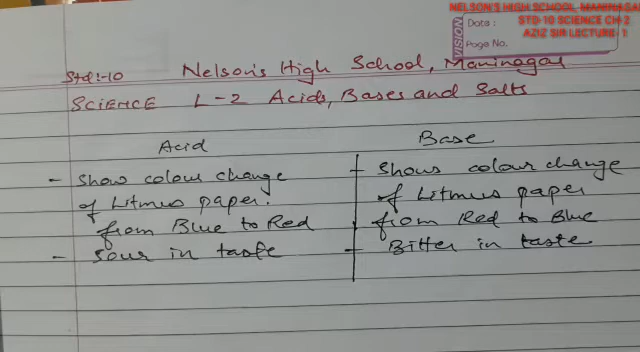 NELSON'S HIGH SCHOOL, MANINAGAR
STD 10 SCIENCE CH 2
AZIZ SIR LECTURE 1
VISION
Date :
Page No.
Std:-10 Nelson's High School, Maninagar
SCIENCE L-2 Acids, Bases and Salts
Acid
- Show colour change
of Litmus paper.
from Blue to Red
- Sour in taste
Base
- Shows colour change
of Litmus paper
from Red to Blue
- Bitter in taste